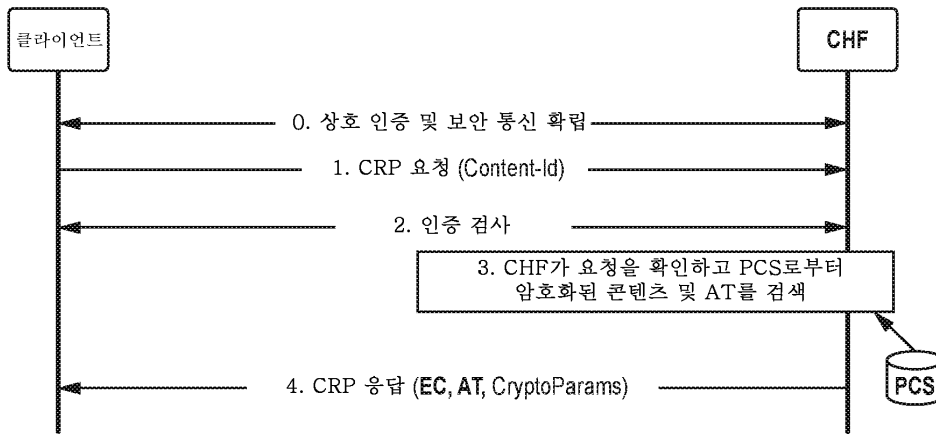 클라이언트
CHF
0. 상호 인증 및 보안 통신 확립
1. CRP 요청 (Content-Id)
2. 인증 검사
3. CHF가 요청을 확인하고 PCS로부터
암호화된 콘텐츠 및 AT를 검색
4. CRP 응답 (EC, AT, CryptoParams)
PCS